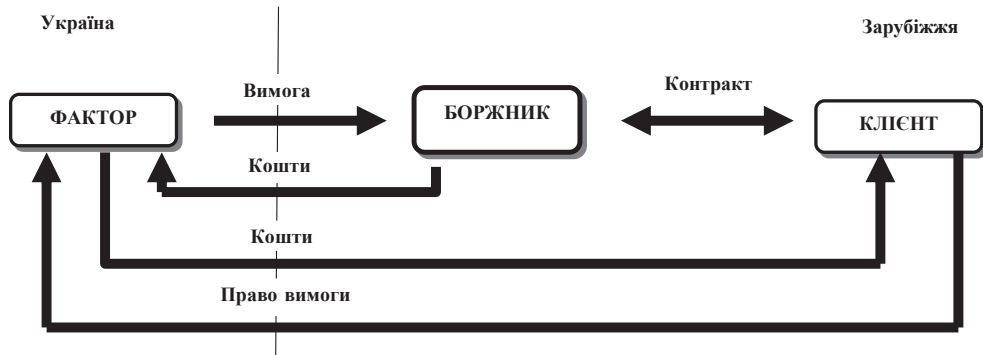 Україна
Зарубіжжя
Вимога
Контракт
ФАКТОР
БОРЖНИК
КЛІЄНТ
Кошти
Кошти
Право вимоги